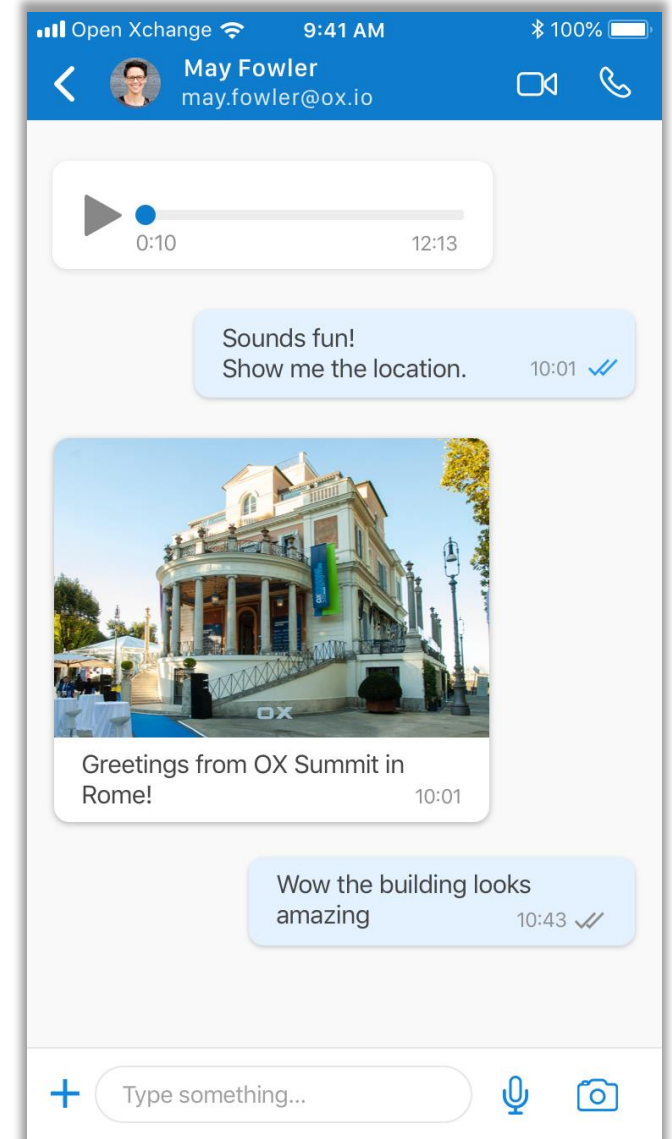 Open Xchange 9:41 AM 100%
May Fowler
may.fowler@ox.io
0:10 12:13
Sounds fun!
Show me the location. 10:01
OX
OX
Greetings from OX Summit in
Rome! 10:01
Wow the building looks
amazing 10:43
Type something...